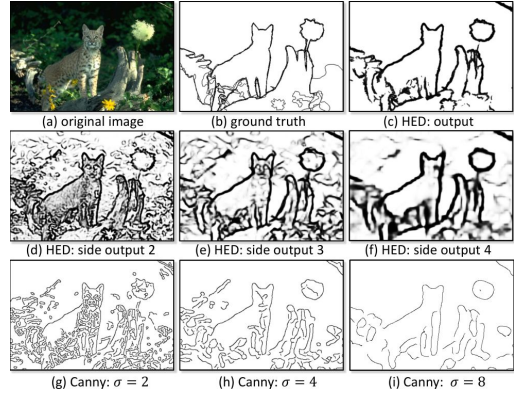 (a) original image
(b) ground truth
(c) HED: output
(d) HED: side output 2
(e) HED: side output 3
(f) HED: side output 4
(g) Canny: σ = 2
(h) Canny: σ = 4
(i) Canny: σ = 8